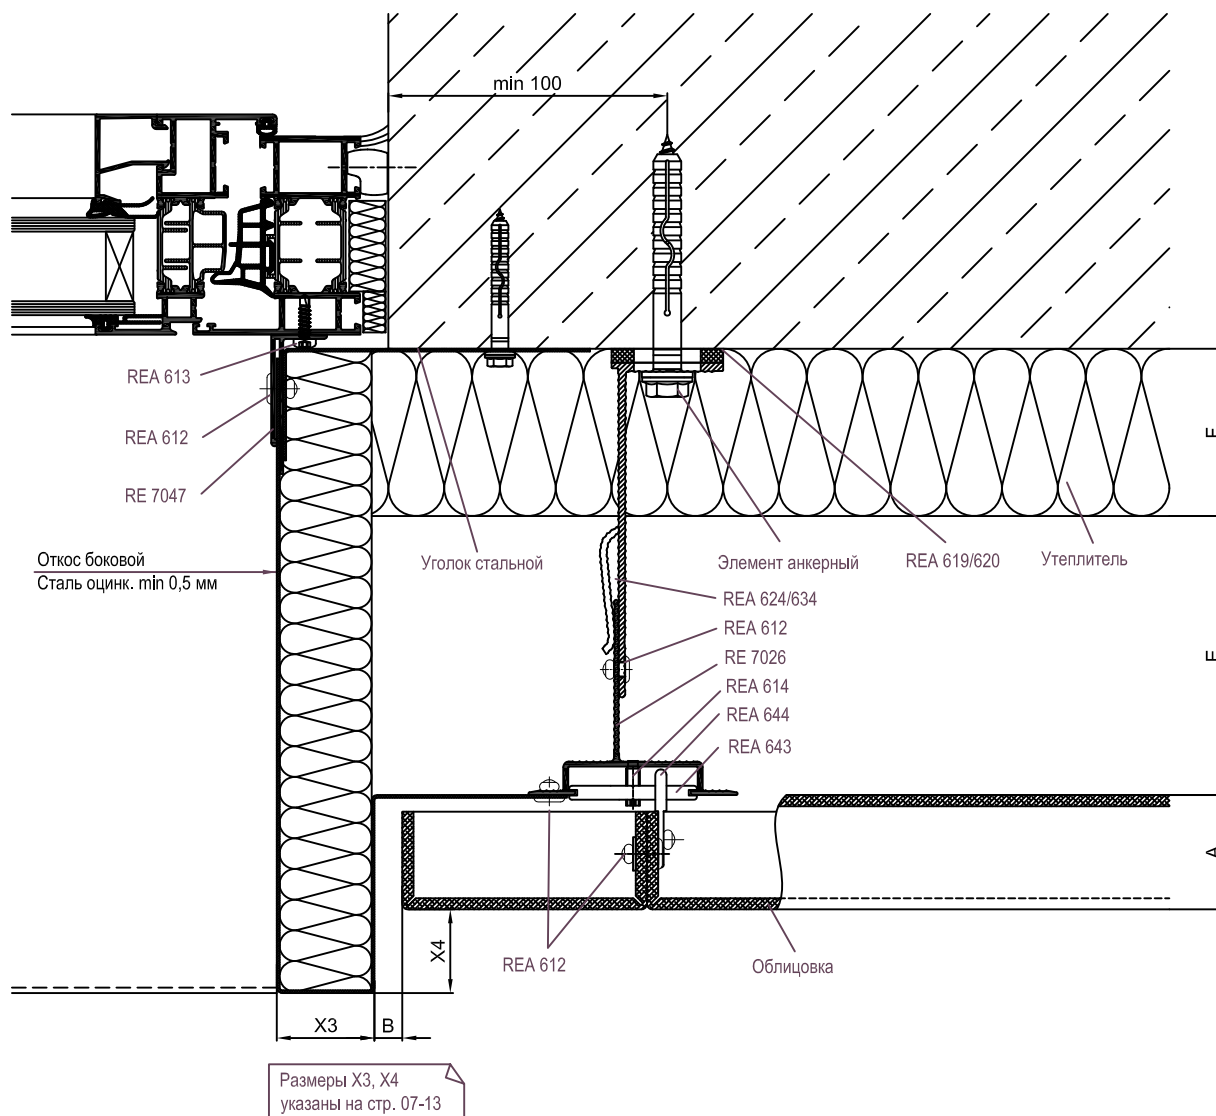 min 100
REA 613
REA 612
RE 7047
Откос боковой
Сталь оцинк. min 0,5 мм
Уголок стальной
Элемент анкерный
REA 619/620
Утеплитель
REA 624/634
REA 612
RE 7026
REA 614
REA 644
REA 643
X4
REA 612
Облицовка
X3
B
Размеры X3, X4
указаны на стр. 07-13